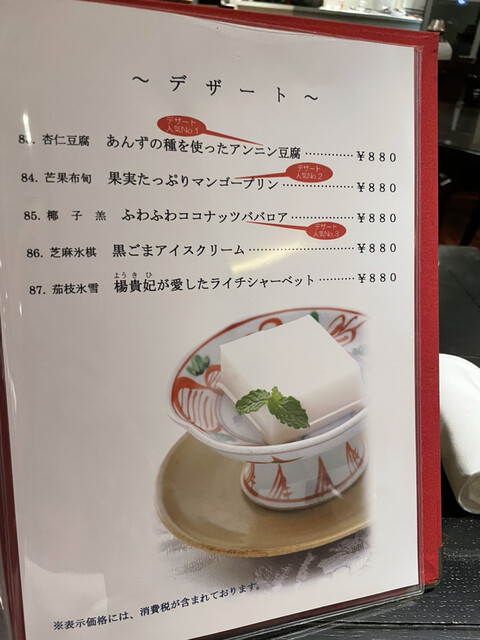 ～デザート～
デザート
人気No.1
杏仁豆腐 あんずの種を使ったアンニン豆腐…………¥880
デザート
人気No.2
84. 芒果布甸 果実たっぷりマンゴープリン…………¥880
85. 椰子羔 ふわふわココナッツババロア…………¥880
デザート
人気No.3
86. 芝麻氷棋 黒ごまアイスクリーム…………¥880
ようきひ
87. 茄枝氷雪 楊貴妃が愛したライチシャーベット…………¥880
※表示価格には、消費税が含まれております。